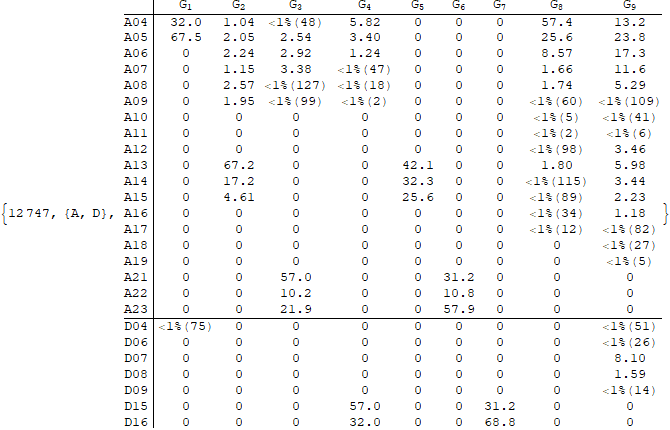 G₁ G₂ G₃ G₄ G₅ G₆ G₇ G₈ G₉
A04 32.0 1.04 <1%(48) 5.82 0 0 0 57.4 13.2
A05 67.5 2.05 2.54 3.40 0 0 0 25.6 23.8
A06 0 2.24 2.92 1.24 0 0 0 8.57 17.3
A07 0 1.15 3.38 <1%(47) 0 0 0 1.66 11.6
A08 0 2.57 <1%(127) <1%(18) 0 0 0 1.74 5.29
A09 0 1.95 <1%(99) <1%(2) 0 0 0 <1%(60) <1%(109)
A10 0 0 0 0 0 0 0 <1%(5) <1%(41)
A11 0 0 0 0 0 0 0 <1%(2) <1%(6)
A12 0 0 0 0 0 0 0 <1%(98) 3.46
A13 0 67.2 0 0 42.1 0 0 1.80 5.98
A14 0 17.2 0 0 32.3 0 0 <1%(115) 3.44
A15 0 4.61 0 0 25.6 0 0 <1%(89) 2.23
{12747, {A, D}, A16 0 0 0 0 0 0 0 <1%(34) 1.18 }
A17 0 0 0 0 0 0 0 <1%(12) <1%(82)
A18 0 0 0 0 0 0 0 0 <1%(27)
A19 0 0 0 0 0 0 0 0 <1%(5)
A21 0 0 57.0 0 0 31.2 0 0 0
A22 0 0 10.2 0 0 10.8 0 0 0
A23 0 0 21.9 0 0 57.9 0 0 0
D04 <1%(75) 0 0 0 0 0 0 0 <1%(51)
D06 0 0 0 0 0 0 0 0 <1%(26)
D07 0 0 0 0 0 0 0 0 8.10
D08 0 0 0 0 0 0 0 0 1.59
D09 0 0 0 0 0 0 0 0 <1%(14)
D15 0 0 0 57.0 0 0 31.2 0 0
D16 0 0 0 32.0 0 0 68.8 0 0